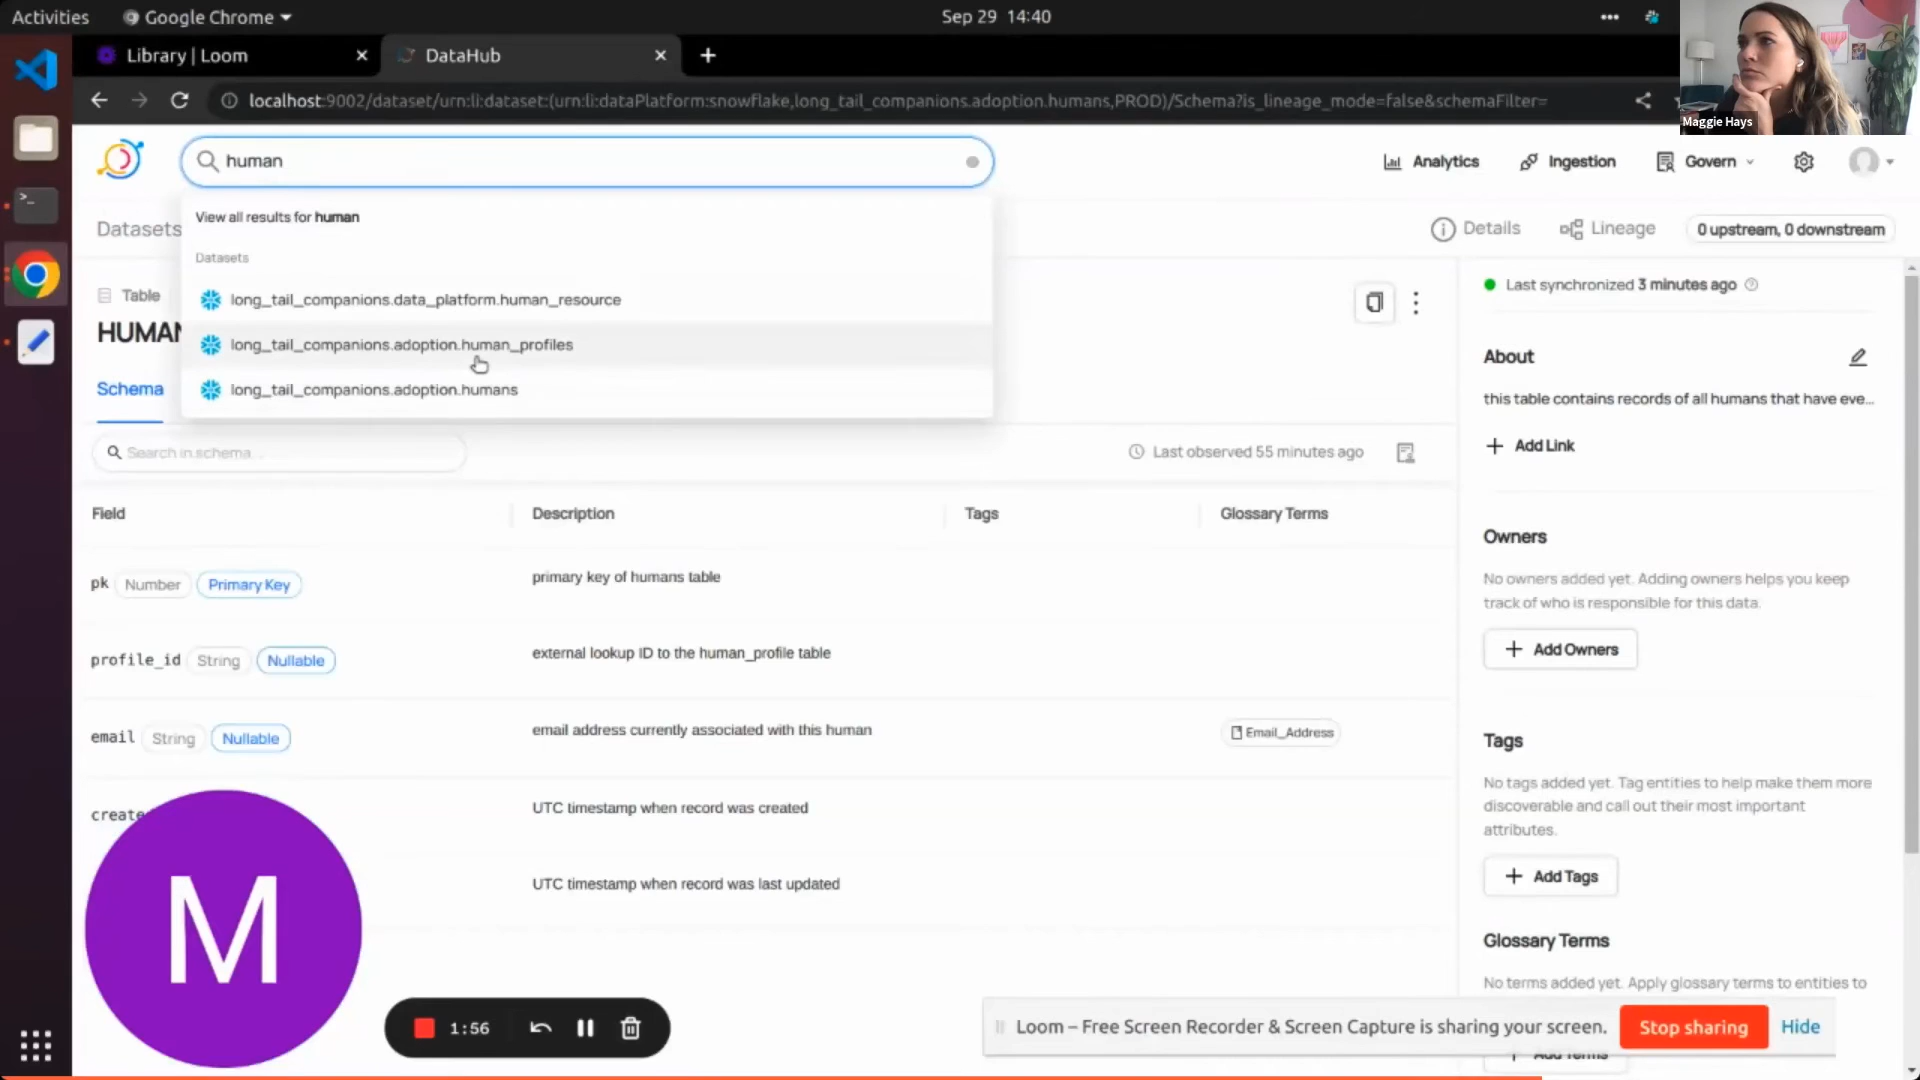 Activities
Google Chrome
Sep 29 14:40
Library | Loom
DataHub
localhost:9002/dataset/urn:li:dataset:(urn:li:dataPlatform:snowflake,long_tail_companions.adoption.humans,PROD)/Schema?is_lineage_mode=false&schemaFilter=
Maggie Hays
human
Analytics
Ingestion
Govern
View all results for human
Datasets
Datasets
long_tail_companions.data_platform.human_resource
long_tail_companions.adoption.human_profiles
long_tail_companions.adoption.humans
Details
Lineage
0 upstream, 0 downstream
Table
HUMAN
Schema
Last synchronized 3 minutes ago
About
this table contains records of all humans that have eve...
Add Link
Search in schema...
Last observed 55 minutes ago
Field
Description
Tags
Glossary Terms
pk Number Primary Key
primary key of humans table
profile_id String Nullable
external lookup ID to the human_profile table
email String Nullable
email address currently associated with this human
Email_Address
create
UTC timestamp when record was created
UTC timestamp when record was last updated
Owners
No owners added yet. Adding owners helps you keep
track of who is responsible for this data.
Add Owners
Tags
No tags added yet. Tag entities to help make them more
discoverable and call out their most important
attributes.
Add Tags
Glossary Terms
No terms added yet. Apply glossary terms to entities to
Add Terms
M
1:56
Loom – Free Screen Recorder & Screen Capture is sharing your screen.
Stop sharing
Hide